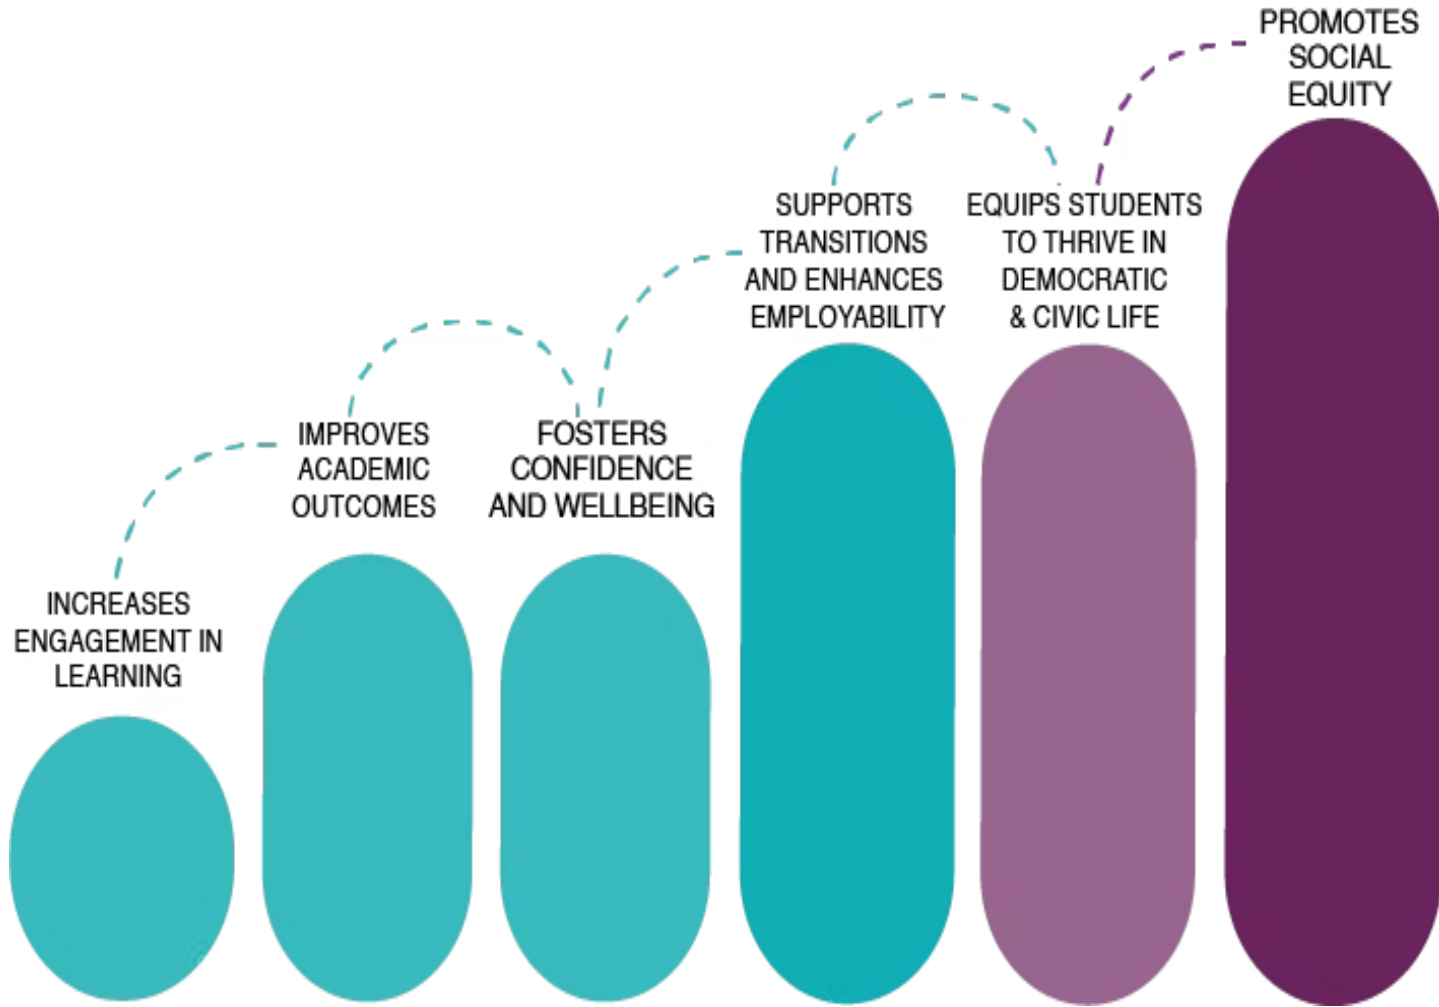 INCREASES
ENGAGEMENT IN
LEARNING
IMPROVES
ACADEMIC
OUTCOMES
FOSTERS
CONFIDENCE
AND WELLBEING
SUPPORTS
TRANSITIONS
AND ENHANCES
EMPLOYABILITY
EQUIPS STUDENTS
TO THRIVE IN
DEMOCRATIC
& CIVIC LIFE
PROMOTES
SOCIAL
EQUITY